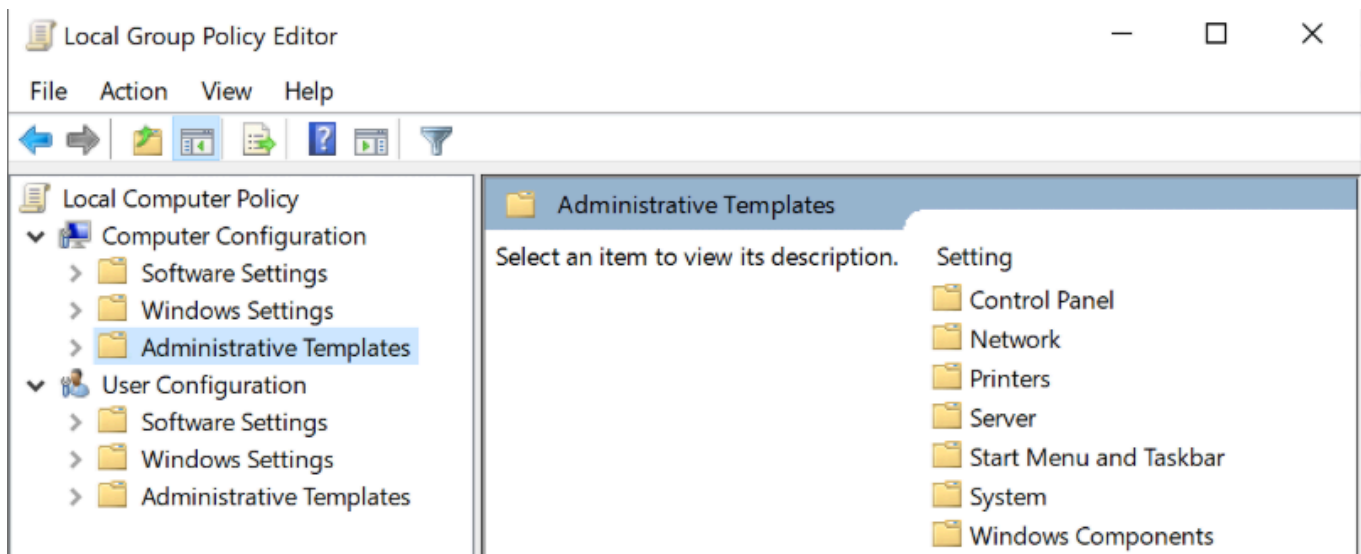 Local Group Policy Editor
File Action View Help
Local Computer Policy
Computer Configuration
Software Settings
Windows Settings
Administrative Templates
User Configuration
Software Settings
Windows Settings
Administrative Templates
Administrative Templates
Select an item to view its description.
Setting
Control Panel
Network
Printers
Server
Start Menu and Taskbar
System
Windows Components